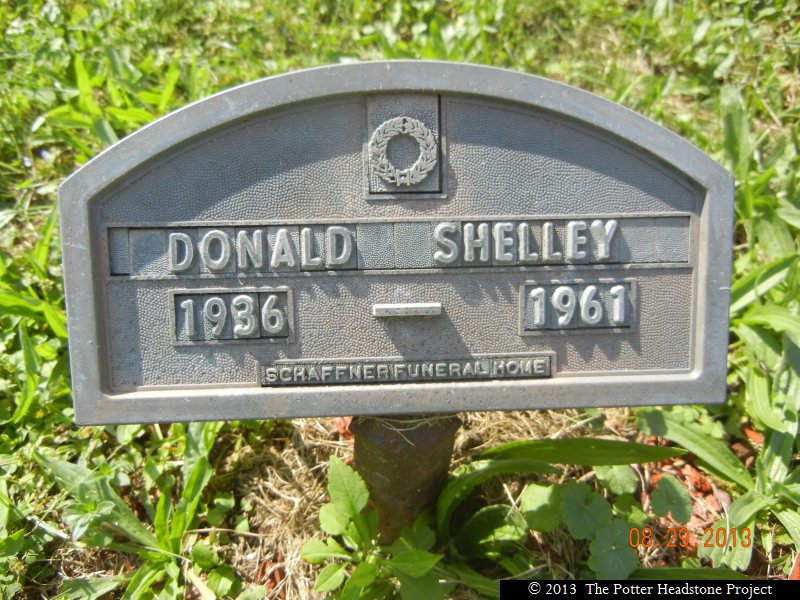 DONALD SHELLEY
1936 — 1961
SCHAFFNER FUNERAL HOME
08.29.2013
© 2013 The Potter Headstone Project